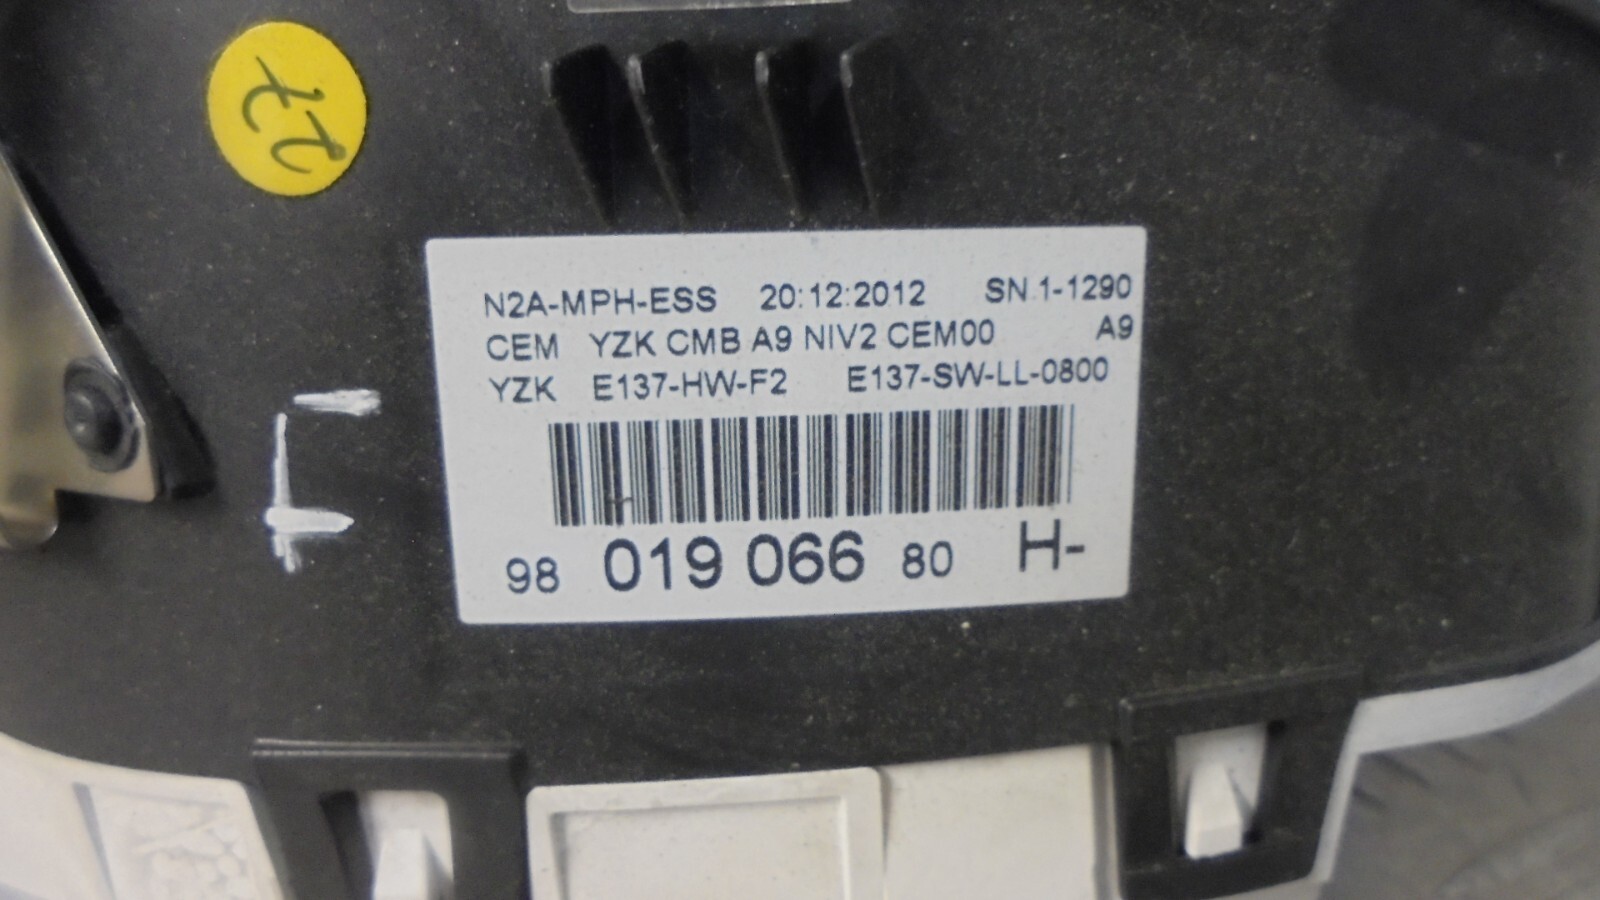 N2A-MPH-ESS 20:12:2012 SN.1-1290
CEM YZK CMB A9 NIV2 CEM00 A9
YZK E137-HW-F2 E137-SW-LL-0800
98 019 066 80 H-